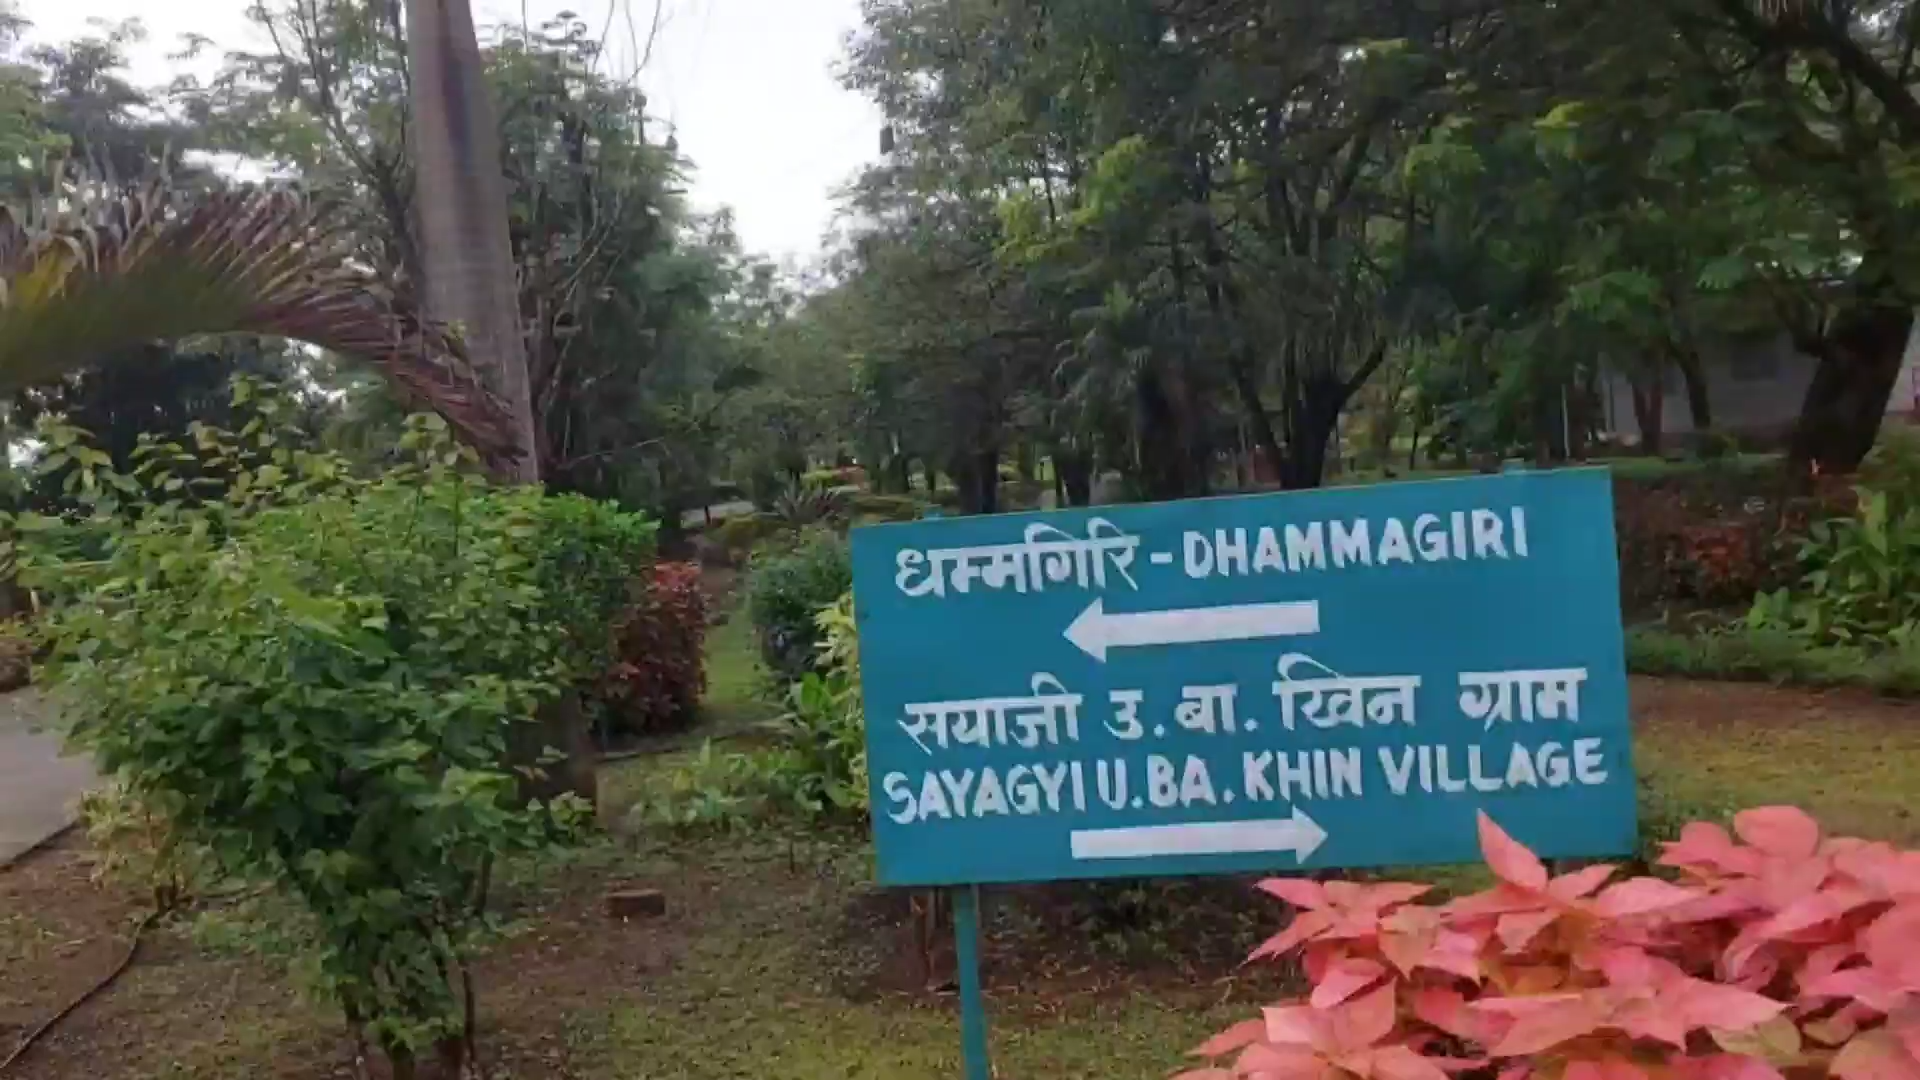 धम्मगिरि - DHAMMAGIRI
सयाजी उ. बा. खिन ग्राम
SAYAGYI U.BA. KHIN VILLAGE